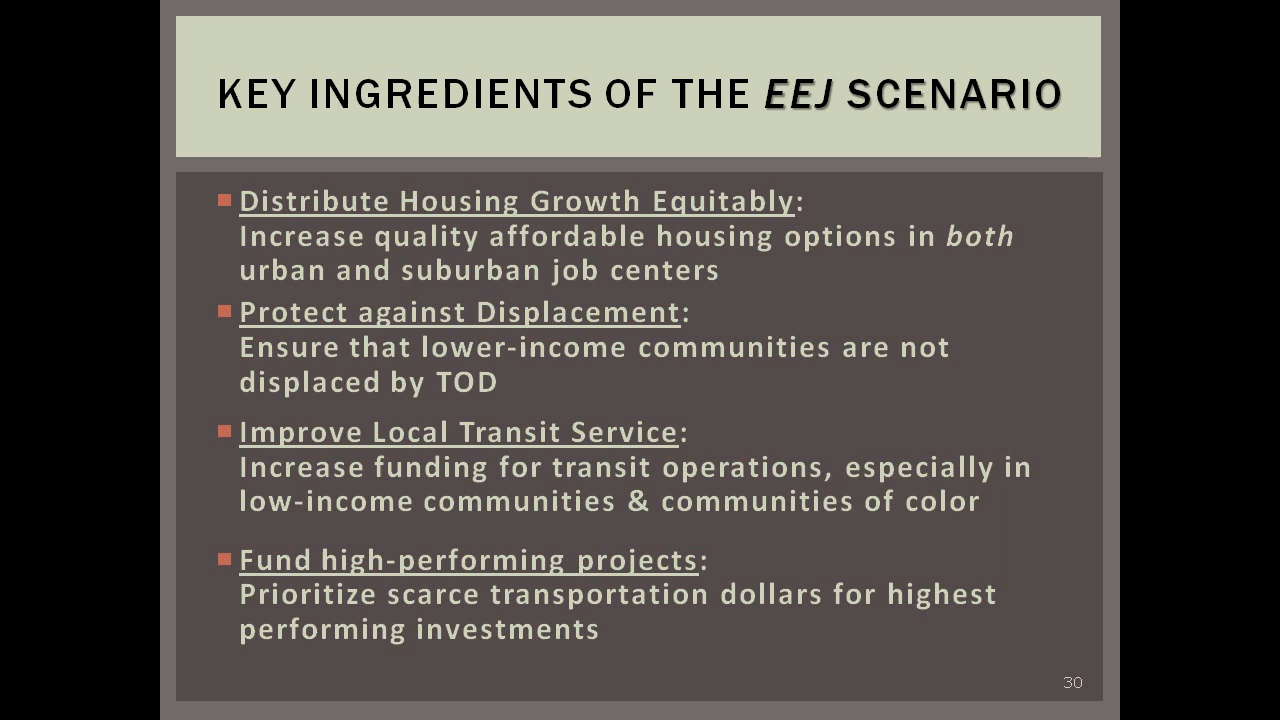 KEY INGREDIENTS OF THE EEJ SCENARIO
Distribute Housing Growth Equitably:
Increase quality affordable housing options in both
urban and suburban job centers
Protect against Displacement:
Ensure that lower-income communities are not
displaced by TOD
Improve Local Transit Service:
Increase funding for transit operations, especially in
low-income communities & communities of color
Fund high-performing projects:
Prioritize scarce transportation dollars for highest
performing investments
30